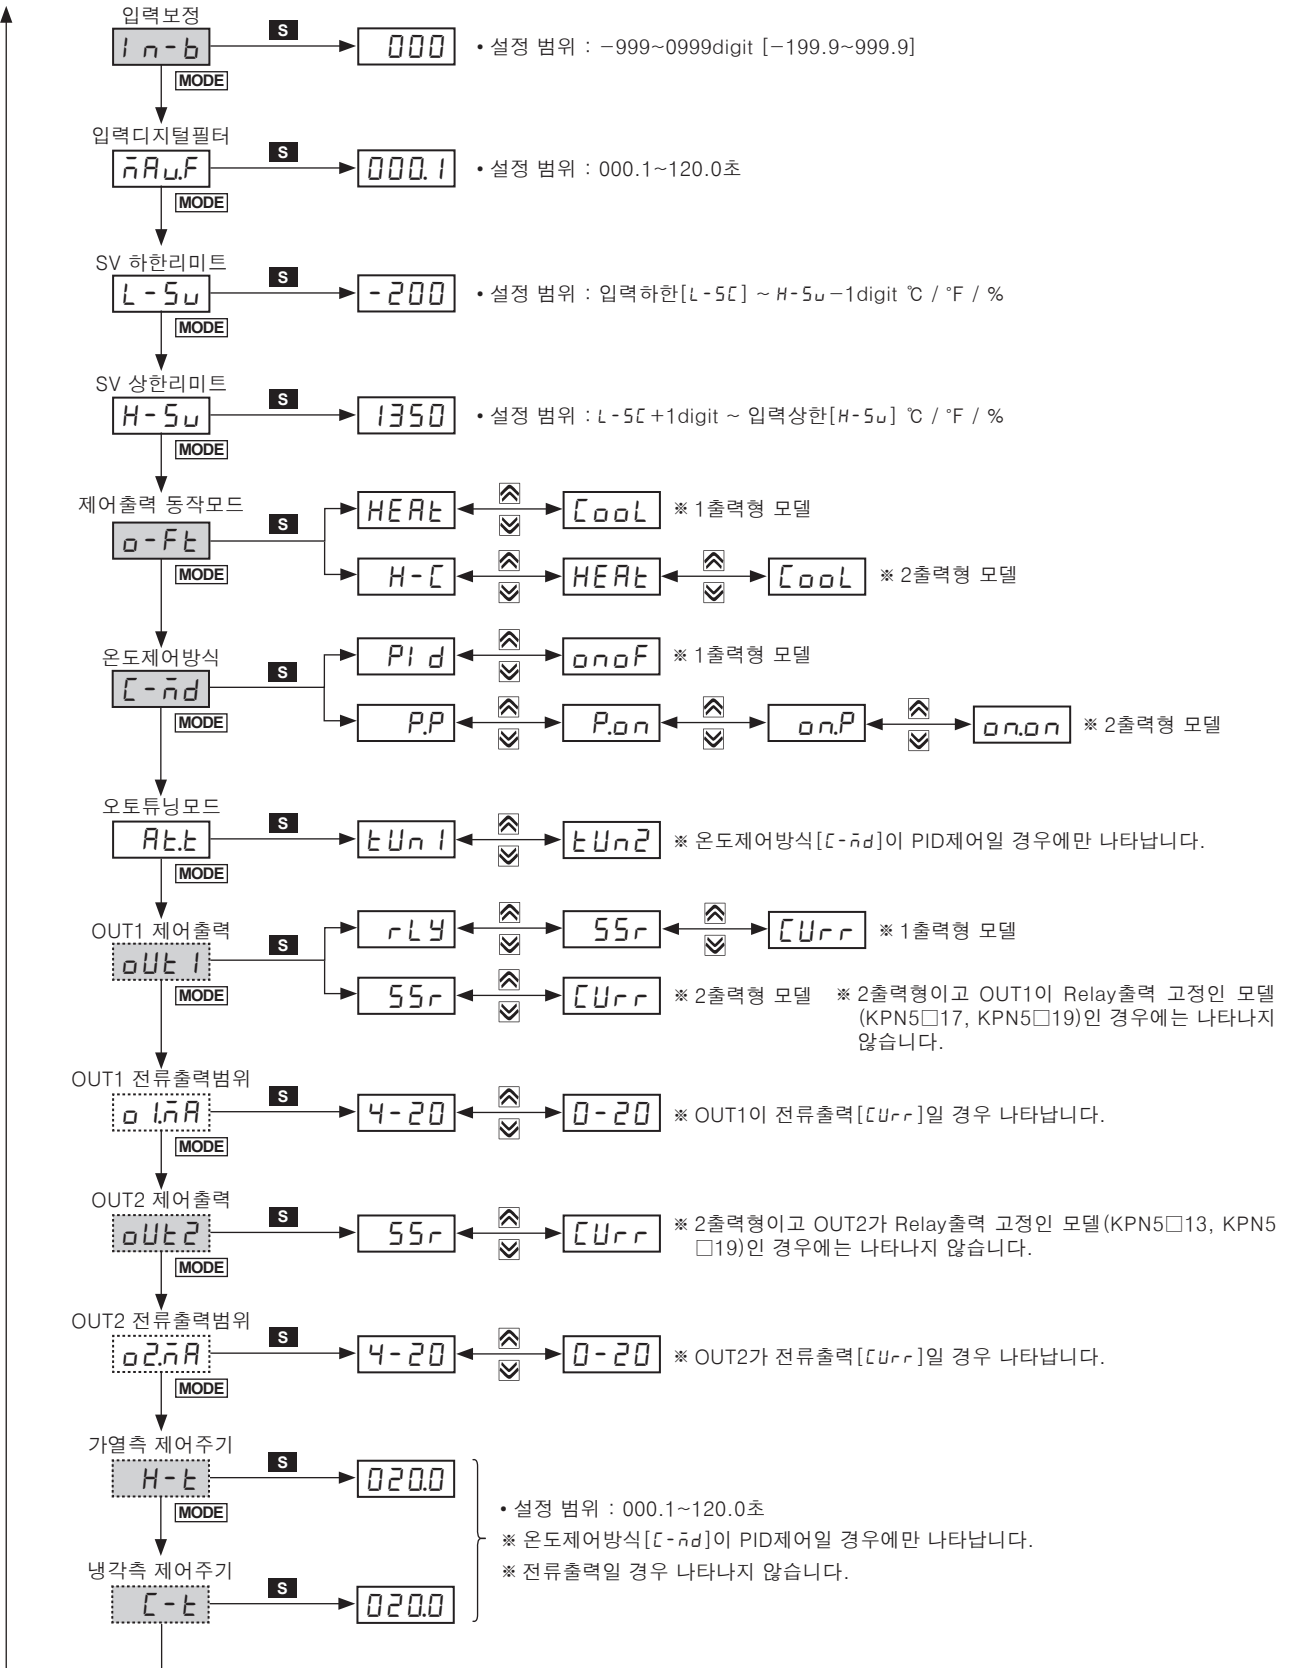 입력보정
In-b S 000 • 설정 범위 : −999~0999digit [−199.9~999.9]
MODE
입력디지털필터
m̄Av.F S 000.1 • 설정 범위 : 000.1~120.0초
MODE
SV 하한리미트
L-Sv S -200 • 설정 범위 : 입력하한[L-SC] ~ H-Sv−1digit ℃ / °F / %
MODE
SV 상한리미트
H-Sv S 1350 • 설정 범위 : L-SC+1digit ~ 입력상한[H-Sv] ℃ / °F / %
MODE
제어출력 동작모드
HEAt CooL ※ 1출력형 모델
o-Ft S
MODE
H-C HEAt CooL ※ 2출력형 모델
온도제어방식
PId onoF ※ 1출력형 모델
C-m̄d S
MODE
P.P P.on on.P on.on ※ 2출력형 모델
오토튜닝모드
At.t S tUn1 tUn2 ※ 온도제어방식[C-m̄d]이 PID제어일 경우에만 나타납니다.
MODE
OUT1 제어출력
rLY SSr CUrr ※ 1출력형 모델
oUt1 S
MODE
SSr CUrr ※ 2출력형 모델
※ 2출력형이고 OUT1이 Relay출력 고정인 모델
(KPN5□17, KPN5□19)인 경우에는 나타나지
않습니다.
OUT1 전류출력범위
o1.m̄A S 4-20 0-20 ※ OUT1이 전류출력[CUrr]일 경우 나타납니다.
MODE
OUT2 제어출력
oUt2 S SSr CUrr ※ 2출력형이고 OUT2가 Relay출력 고정인 모델(KPN5□13, KPN5
□19)인 경우에는 나타나지 않습니다.
MODE
OUT2 전류출력범위
o2.m̄A S 4-20 0-20 ※ OUT2가 전류출력[CUrr]일 경우 나타납니다.
MODE
가열측 제어주기
H-t S 020.0
MODE
• 설정 범위 : 000.1~120.0초
※ 온도제어방식[C-m̄d]이 PID제어일 경우에만 나타납니다.
※ 전류출력일 경우 나타나지 않습니다.
냉각측 제어주기
C-t S 020.0